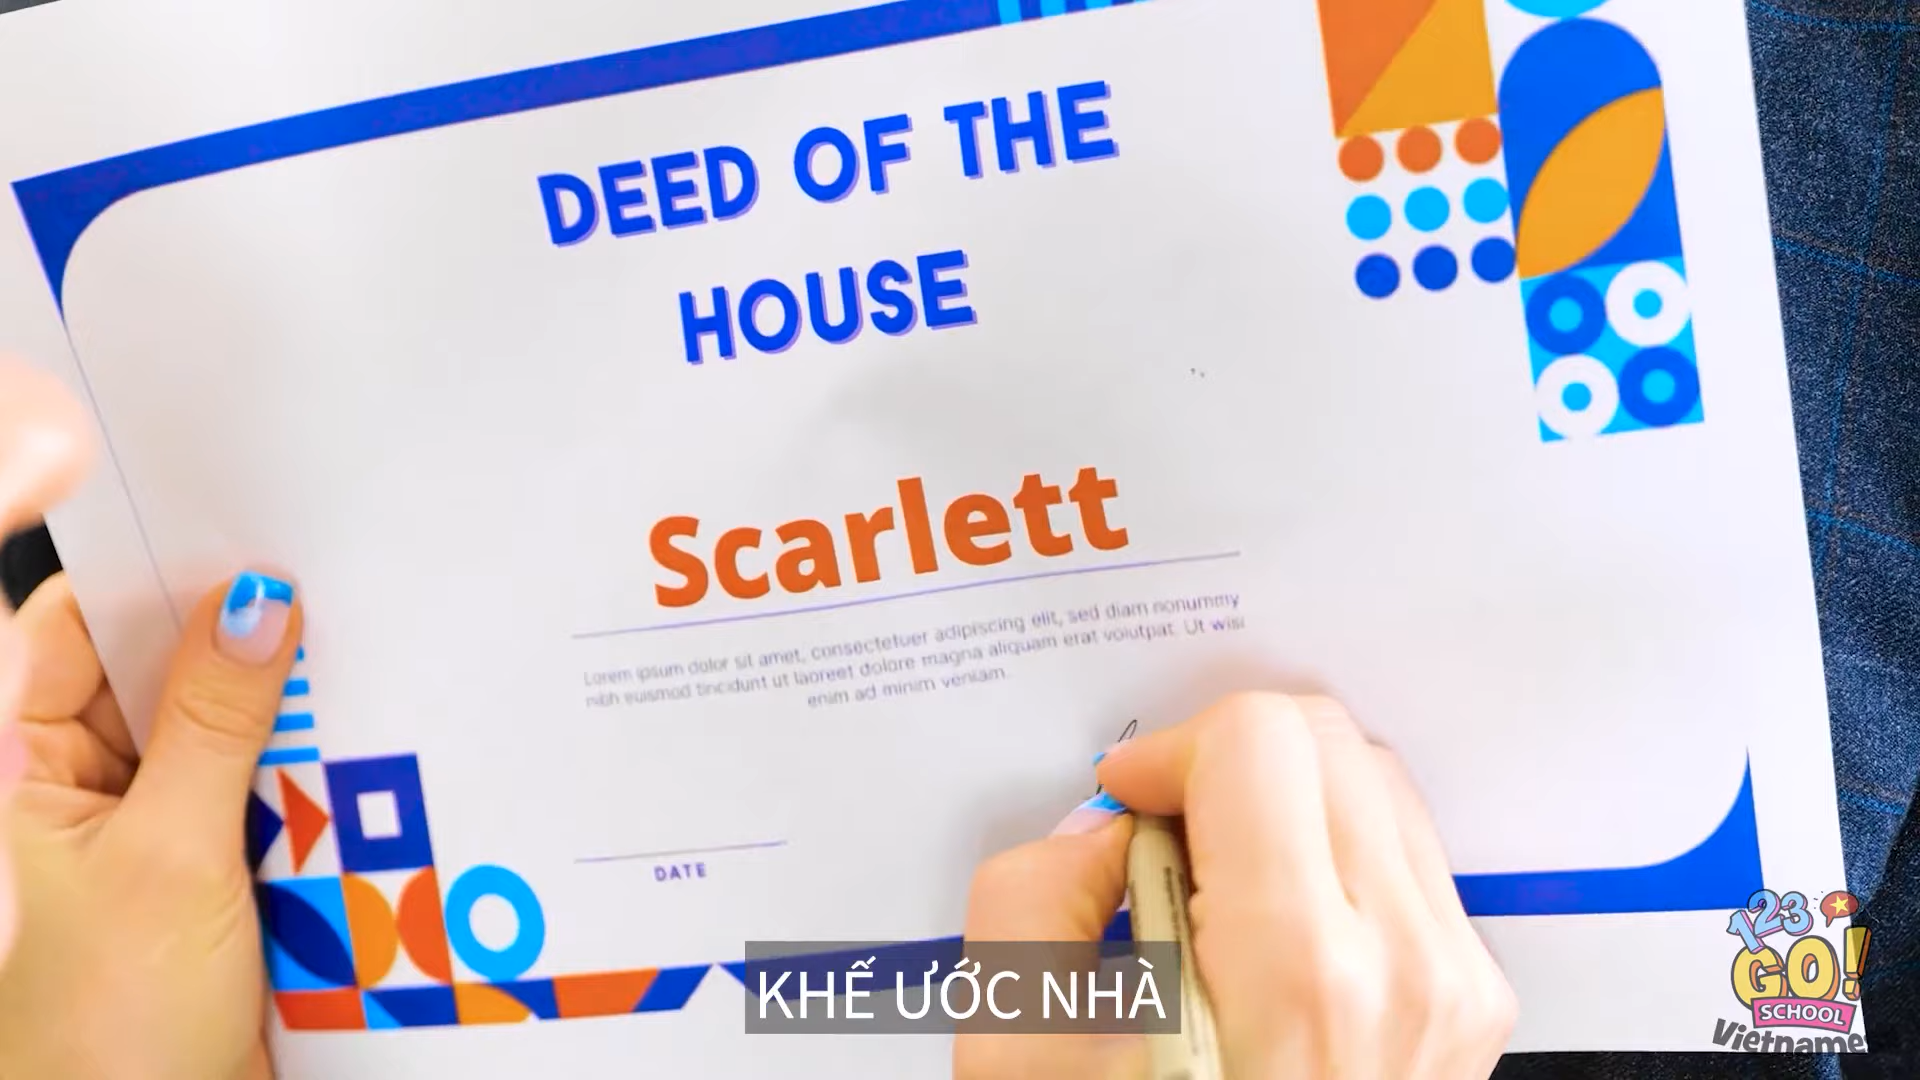 DEED OF THE
HOUSE
Scarlett
Lorem ipsum dolor sit amet, consectetuer adipiscing elit, sed diam nonummy
nibh euismod tincidunt ut laoreet dolore magna aliquam erat volutpat. Ut wisi
enim ad minim veniam.
DATE
KHẾ ƯỚC NHÀ
123
GO!
SCHOOL
Vietname